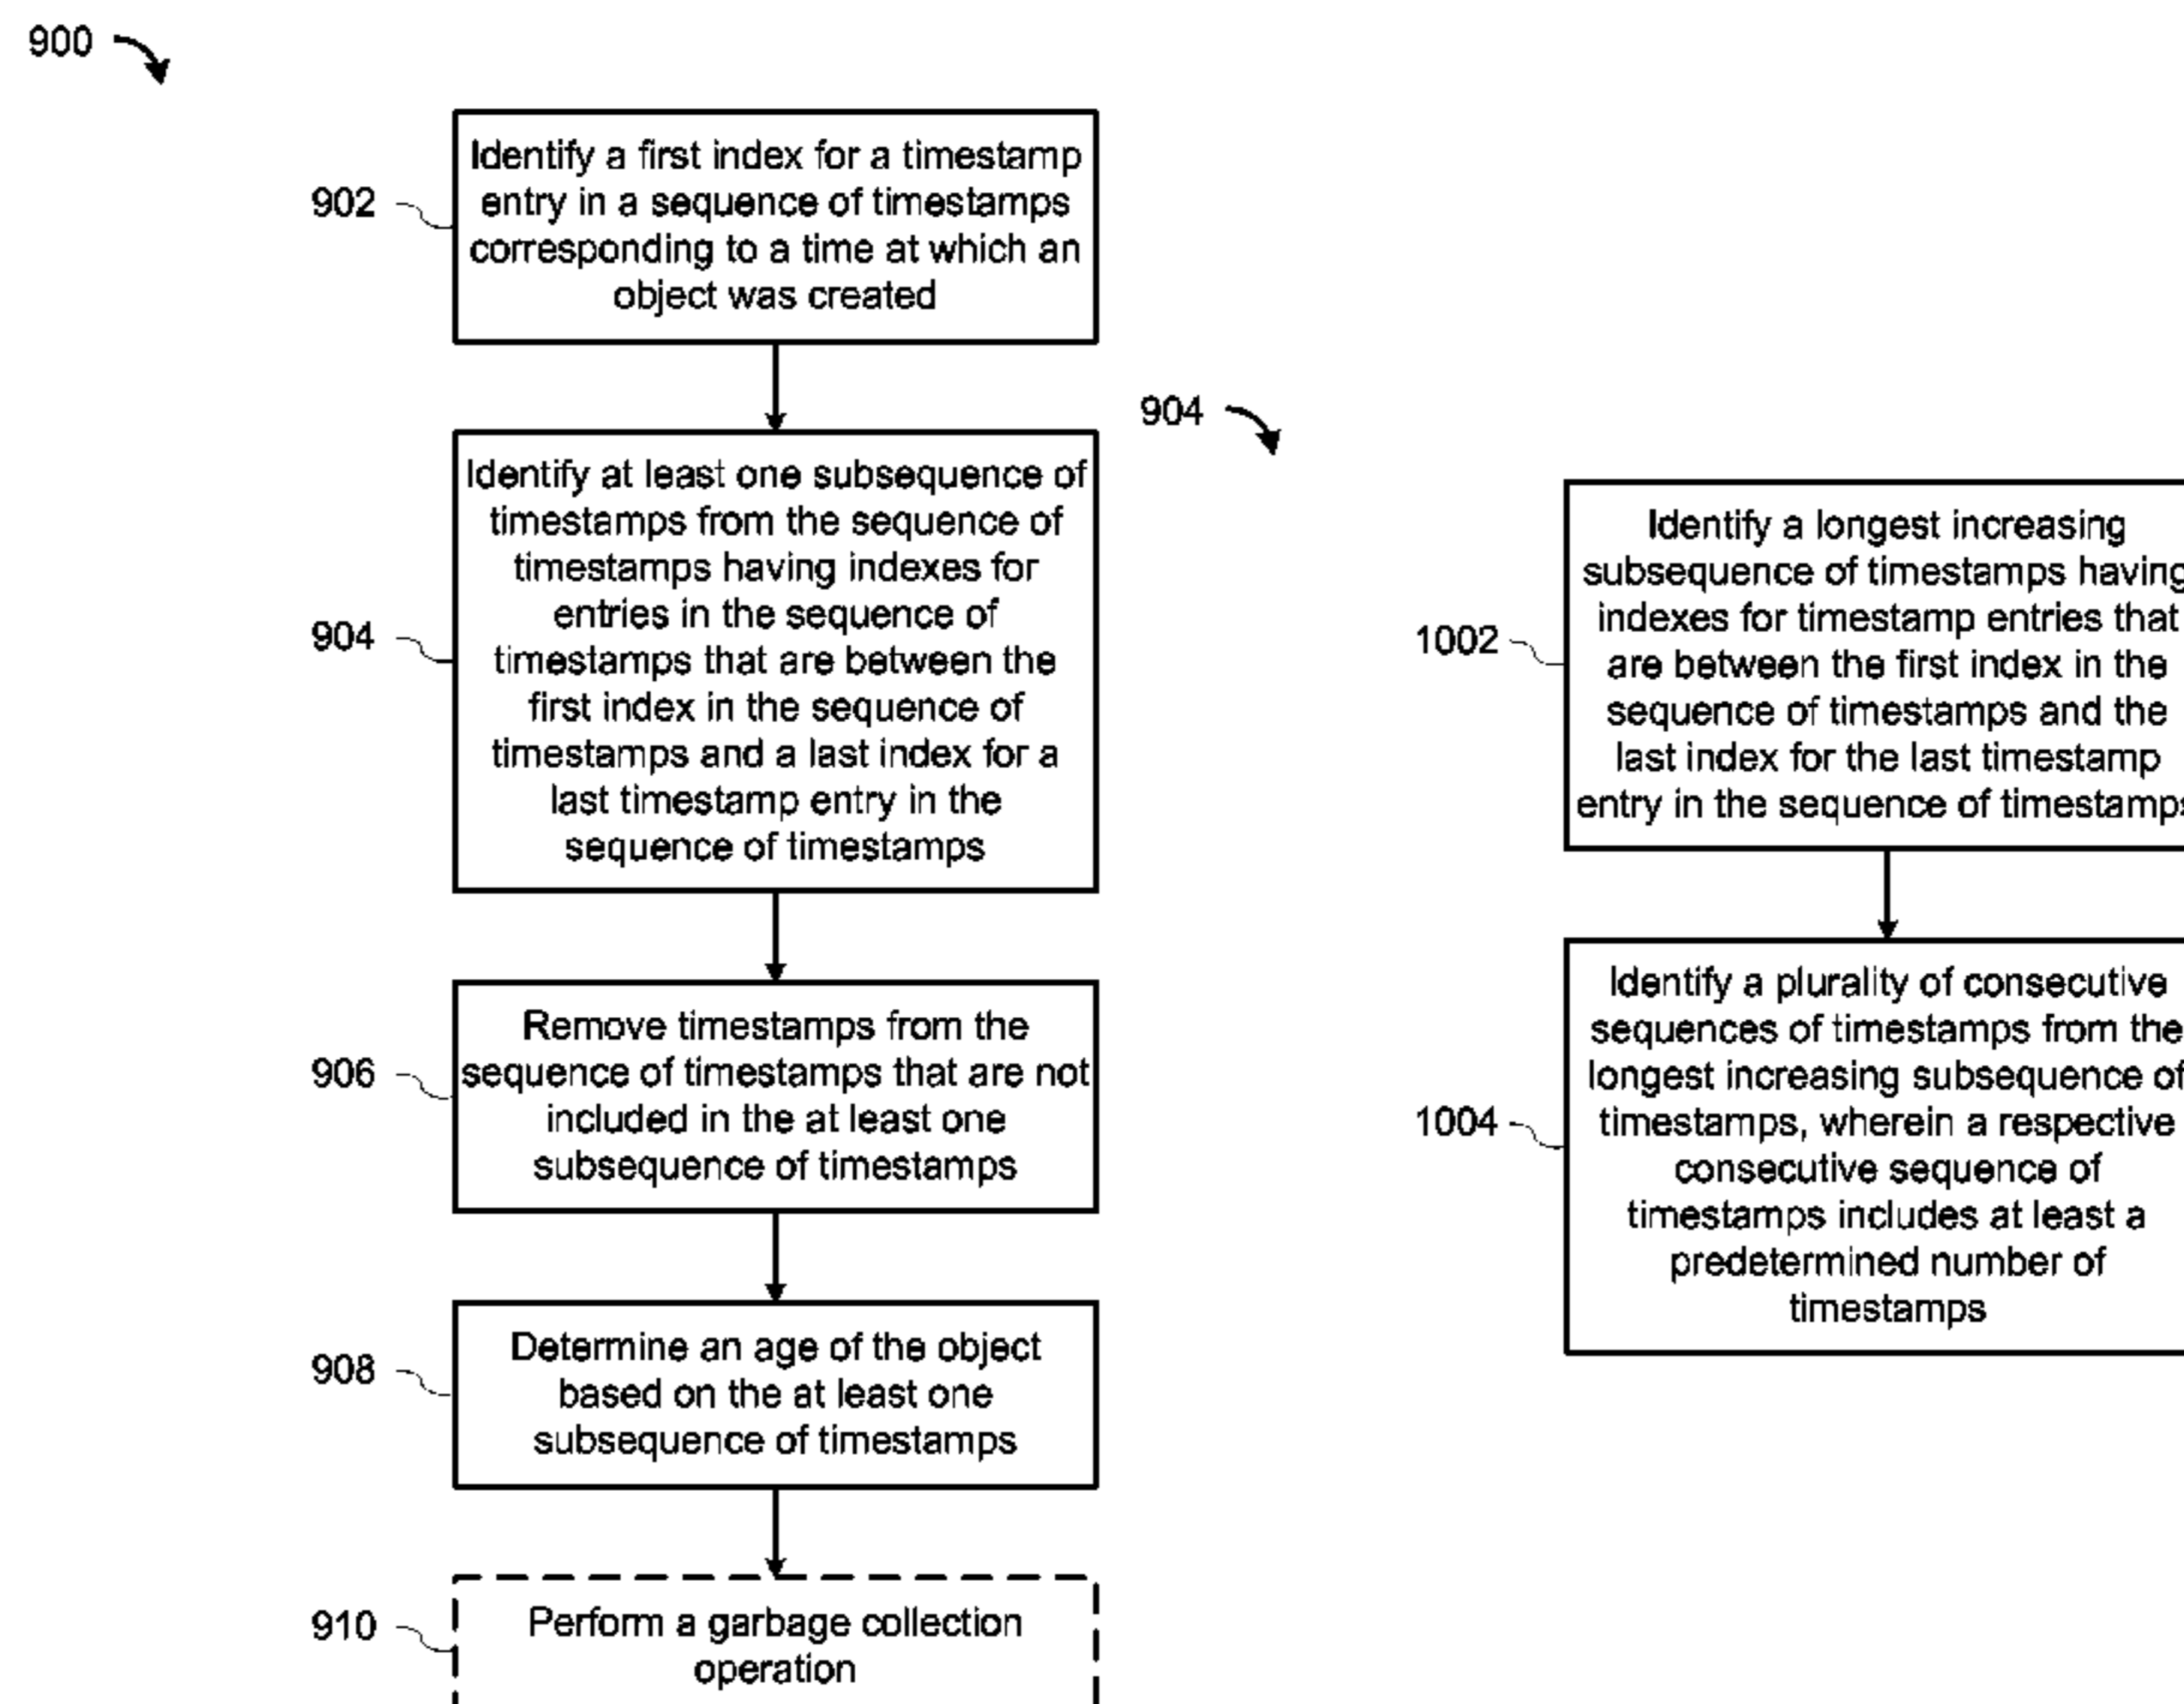 900
902
Identify a first index for a timestamp
entry in a sequence of timestamps
corresponding to a time at which an
object was created
904
Identify at least one subsequence of
timestamps from the sequence of
timestamps having indexes for
entries in the sequence of
timestamps that are between the
first index in the sequence of
timestamps and a last index for a
last timestamp entry in the
sequence of timestamps
906
Remove timestamps from the
sequence of timestamps that are not
included in the at least one
subsequence of timestamps
908
Determine an age of the object
based on the at least one
subsequence of timestamps
910
Perform a garbage collection
operation
904
1002
Identify a longest increasing
subsequence of timestamps having
indexes for timestamp entries that
are between the first index in the
sequence of timestamps and the
last index for the last timestamp
entry in the sequence of timestamps
1004
Identify a plurality of consecutive
sequences of timestamps from the
longest increasing subsequence of
timestamps, wherein a respective
consecutive sequence of
timestamps includes at least a
predetermined number of
timestamps